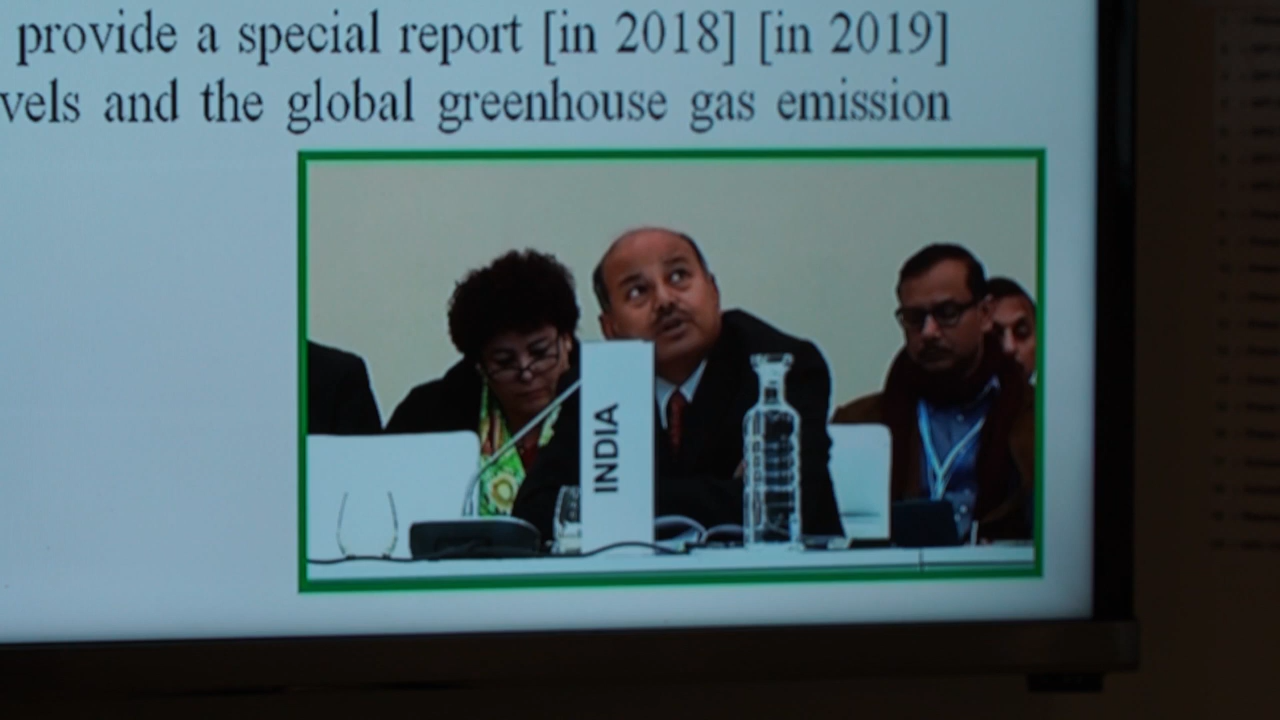 provide a special report [in 2018] [in 2019]
vels and the global greenhouse gas emission
INDIA